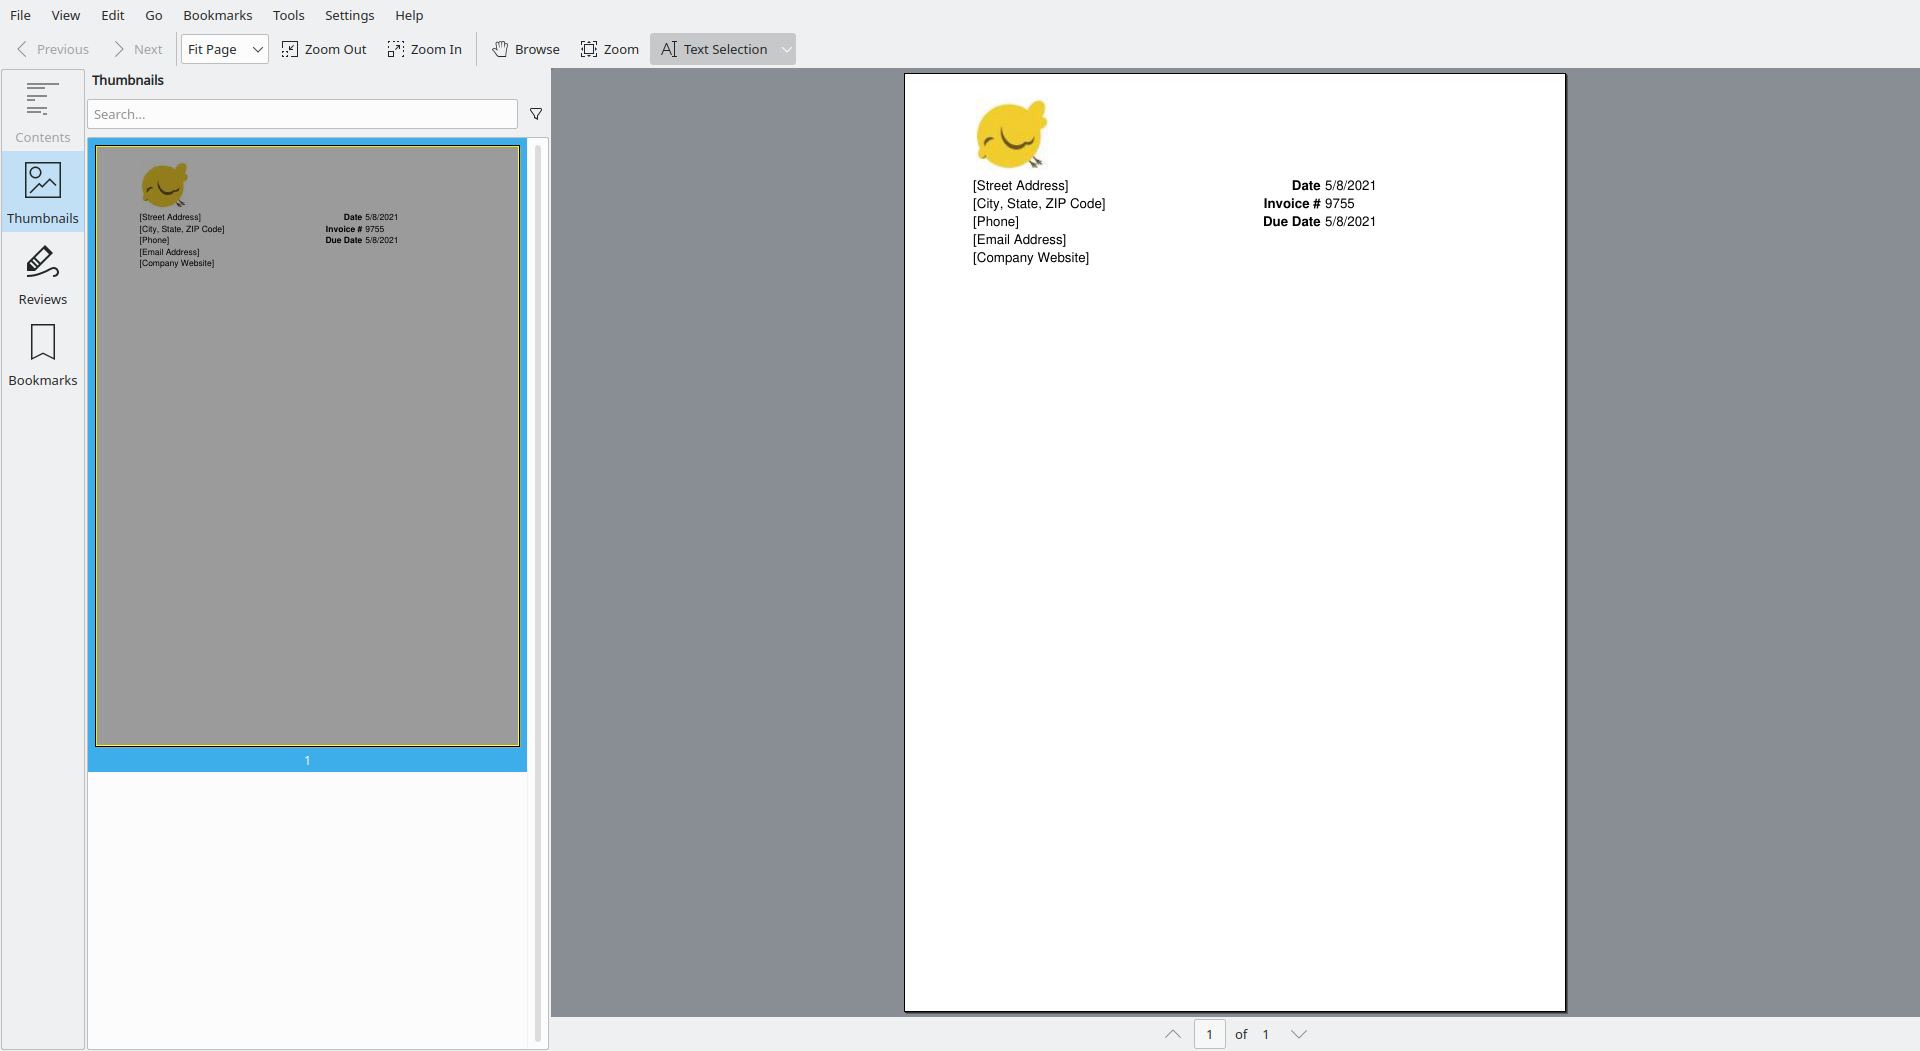 File View Edit Go Bookmarks Tools Settings Help
Previous Next Fit Page Zoom Out Zoom In Browse Zoom Text Selection
Contents
Thumbnails
Reviews
Bookmarks
Thumbnails
Search...
[Street Address] Date 5/8/2021
[City, State, ZIP Code] Invoice # 9755
[Phone] Due Date 5/8/2021
[Email Address]
[Company Website]
1
[Street Address] Date 5/8/2021
[City, State, ZIP Code] Invoice # 9755
[Phone] Due Date 5/8/2021
[Email Address]
[Company Website]
1 of 1